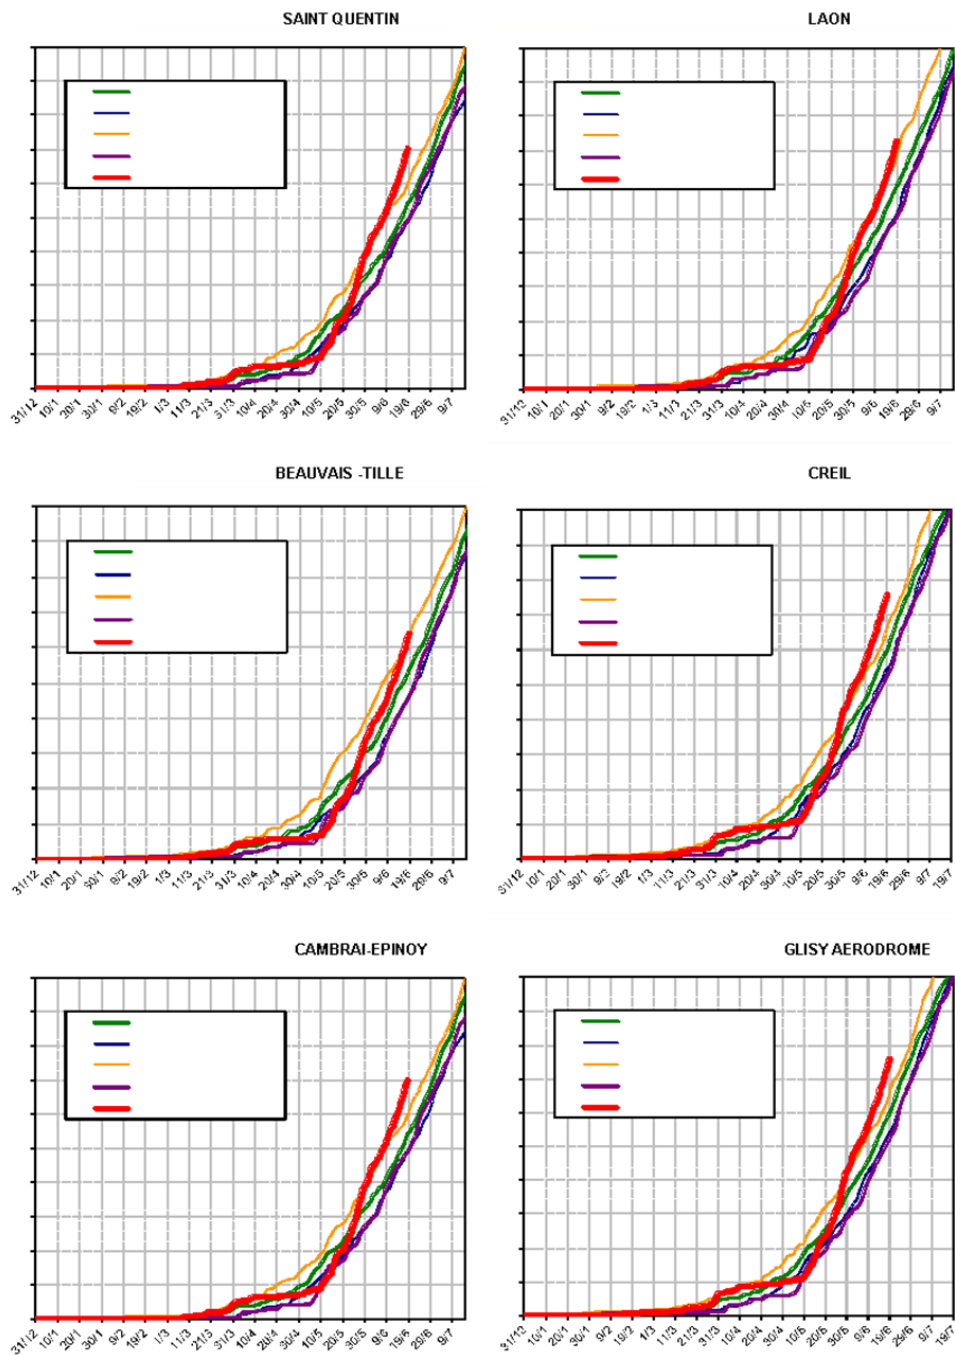 SAINT QUENTIN
31/12 10/1 20/1 30/1 9/2 19/2 1/3 11/3 21/3 31/3 10/4 20/4 30/4 10/5 20/5 30/5 9/6 19/6 29/6 9/7
LAON
31/12 10/1 20/1 30/1 9/2 19/2 1/3 11/3 21/3 31/3 10/4 20/4 30/4 10/5 20/5 30/5 9/6 19/6 29/6 9/7
BEAUVAIS -TILLE
31/12 10/1 20/1 30/1 9/2 19/2 1/3 11/3 21/3 31/3 10/4 20/4 30/4 10/5 20/5 30/5 9/6 19/6 29/6 9/7
CREIL
31/12 10/1 20/1 30/1 9/2 19/2 1/3 11/3 21/3 31/3 10/4 20/4 30/4 10/5 20/5 30/5 9/6 19/6 29/6 9/7 19/7
CAMBRAI-EPINOY
31/12 10/1 20/1 30/1 9/2 19/2 1/3 11/3 21/3 31/3 10/4 20/4 30/4 10/5 20/5 30/5 9/6 19/6 29/6 9/7
GLISY AERODROME
31/12 10/1 20/1 30/1 9/2 19/2 1/3 11/3 21/3 31/3 10/4 20/4 30/4 10/5 20/5 30/5 9/6 19/6 29/6 9/7 19/7